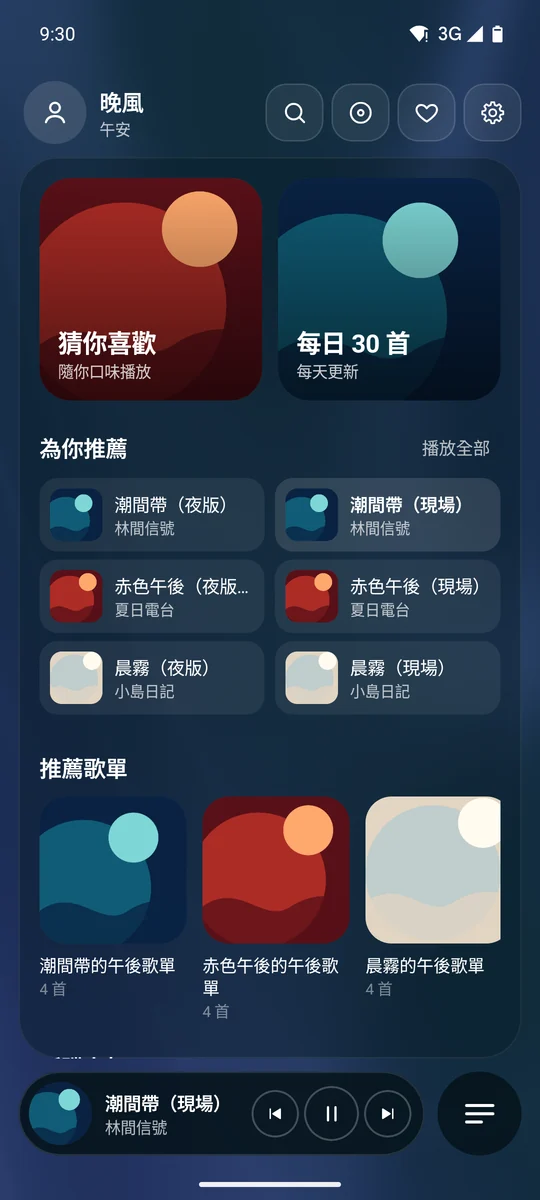 9:30
3G
晚風
午安
猜你喜歡
隨你口味播放
每日 30 首
每天更新
為你推薦
播放全部
潮間帶（夜版）
林間信號
潮間帶（現場）
林間信號
赤色午後（夜版…
夏日電台
赤色午後（現場）
夏日電台
晨霧（夜版）
小島日記
晨霧（現場）
小島日記
推薦歌單
潮間帶的午後歌單
4 首
赤色午後的午後歌
單
4 首
晨霧的午後歌單
4 首
潮間帶（現場）
林間信號